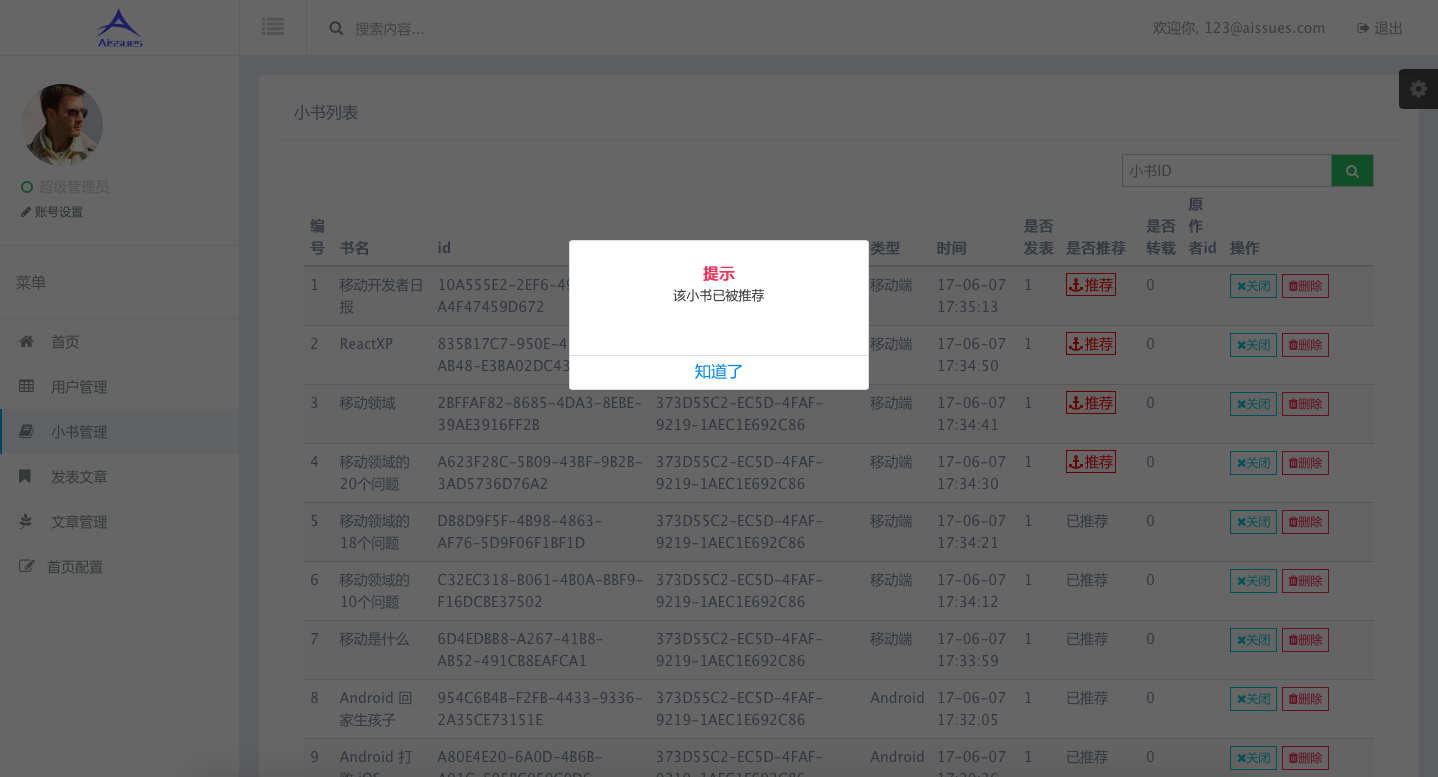 Aissues
搜索内容...
欢迎你, 123@aissues.com
退出
超级管理员
账号设置
菜单
首页
用户管理
小书管理
发表文章
文章管理
首页配置
小书列表
小书ID
编号 书名 id 类型 时间 是否发表 是否推荐 是否转载 原作者id 操作
1 移动开发者日 10A555E2-2EF6-49 移动端 17-06-07 1 推荐 0 关闭 删除
报 A4F47459D672 17:35:13
2 ReactXP 835B17C7-950E-4 移动端 17-06-07 1 推荐 0 关闭 删除
AB48-E3BA02DC43 17:34:50
3 移动领域 2BFFAF82-8685-4DA3-8EBE- 373D55C2-EC5D-4FAF- 移动端 17-06-07 1 推荐 0 关闭 删除
39AE3916FF2B 9219-1AEC1E692C86 17:34:41
4 移动领域的 A623F28C-5B09-43BF-9B2B- 373D55C2-EC5D-4FAF- 移动端 17-06-07 1 推荐 0 关闭 删除
20个问题 3AD5736D76A2 9219-1AEC1E692C86 17:34:30
5 移动领域的 DB8D9F5F-4B98-4863- 373D55C2-EC5D-4FAF- 移动端 17-06-07 1 已推荐 0 关闭 删除
18个问题 AF76-5D9F06F1BF1D 9219-1AEC1E692C86 17:34:21
6 移动领域的 C32EC318-B061-4B0A-BBF9- 373D55C2-EC5D-4FAF- 移动端 17-06-07 1 已推荐 0 关闭 删除
10个问题 F16DCBE37502 9219-1AEC1E692C86 17:34:12
7 移动是什么 6D4EDBB8-A267-41B8- 373D55C2-EC5D-4FAF- 移动端 17-06-07 1 已推荐 0 关闭 删除
AB52-491CB8EAFCA1 9219-1AEC1E692C86 17:33:59
8 Android 回 954C6B4B-F2FB-4433-9336- 373D55C2-EC5D-4FAF- Android 17-06-07 1 已推荐 0 关闭 删除
家生孩子 2A35CE73151E 9219-1AEC1E692C86 17:32:05
9 Android 打 A80E4E20-6A0D-4B6B- 373D55C2-EC5D-4FAF- Android 17-06-07 1 已推荐 0 关闭 删除
提示
该小书已被推荐
知道了